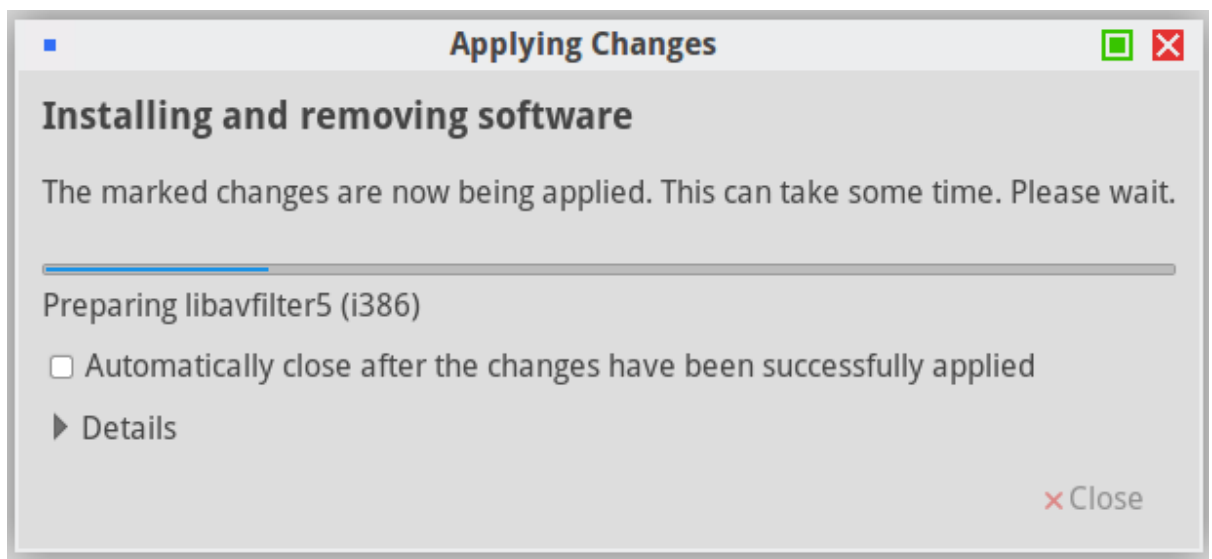 Applying Changes
Installing and removing software
The marked changes are now being applied. This can take some time. Please wait.
Preparing libavfilter5 (i386)
Automatically close after the changes have been successfully applied
Details
Close